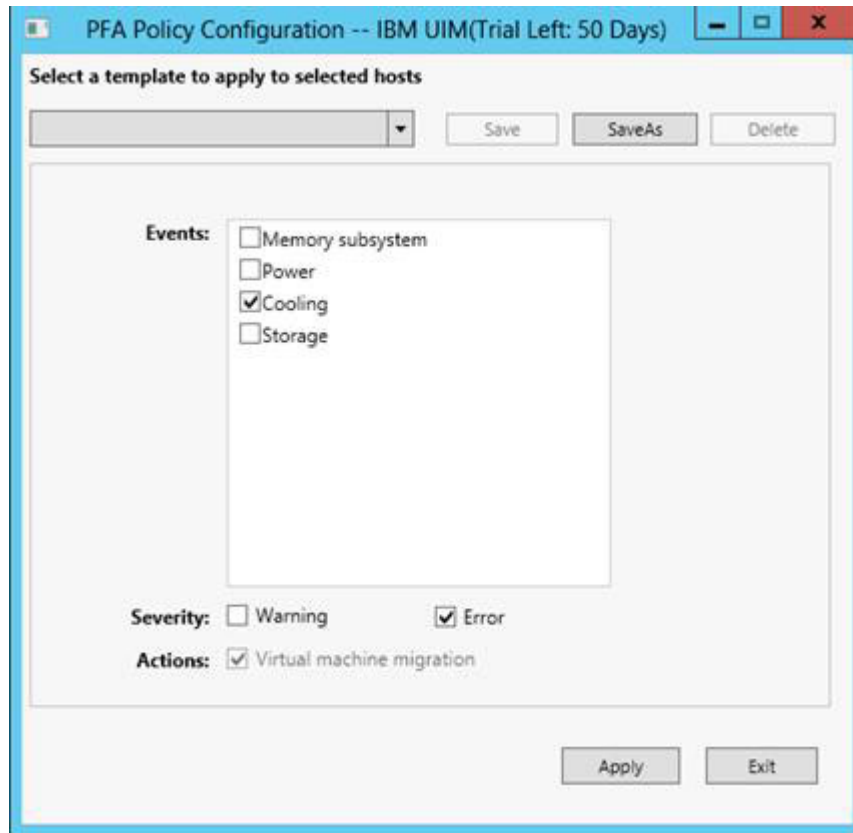 PFA Policy Configuration -- IBM UIM(Trial Left: 50 Days)
Select a template to apply to selected hosts
Save SaveAs Delete
Events:
Memory subsystem
Power
Cooling
Storage
Severity: Warning Error
Actions: Virtual machine migration
Apply Exit